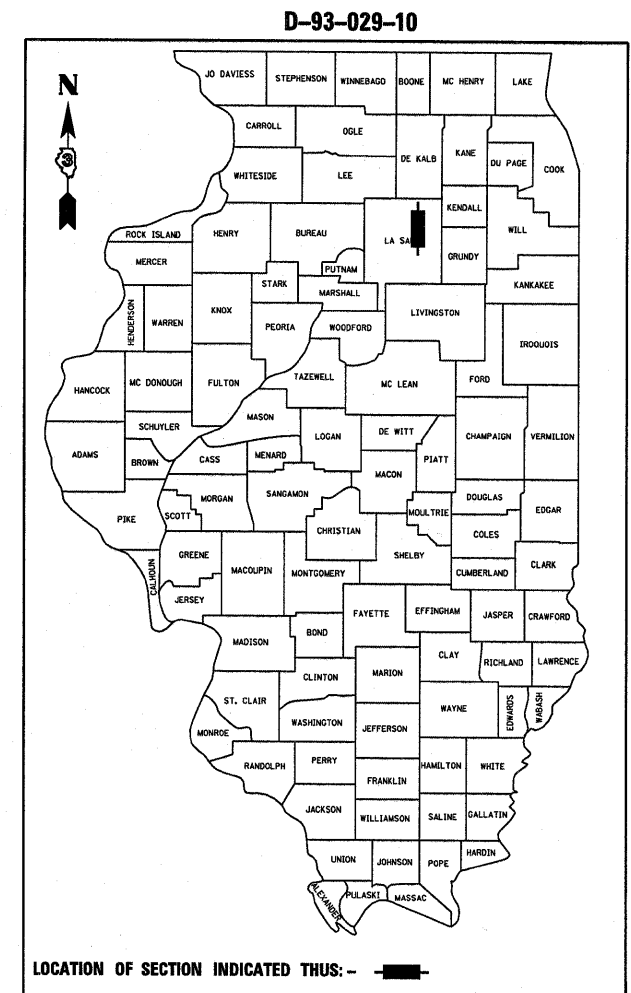 D-93-029-10
JO DAVIESS STEPHENSON WINNEBAGO BOONE MC HENRY LAKE
N
CARROLL OGLE
3
DE KALB KANE DU PAGE COOK
WHITESIDE LEE
KENDALL
ROCK ISLAND HENRY BUREAU LA SA WILL
MERCER PUTNAM GRUNDY
STARK MARSHALL KANKAKEE
HENDERSON WARREN KNOX PEORIA WOODFORD LIVINGSTON IROQUOIS
HANCOCK MC DONOUGH FULTON TAZEWELL MC LEAN FORD
MASON
SCHUYLER LOGAN DE WITT CHAMPAIGN VERMILION
ADAMS BROWN CASS MENARD MACON PIATT
MORGAN SANGAMON DOUGLAS EDGAR
PIKE SCOTT CHRISTIAN MOULTRIE COLES
GREENE MACOUPIN MONTGOMERY SHELBY CUMBERLAND CLARK
CALHOUN JERSEY FAYETTE EFFINGHAM JASPER CRAWFORD
MADISON BOND CLAY RICHLAND LAWRENCE
CLINTON MARION
ST. CLAIR WAYNE EDWARDS WABASH
MONROE WASHINGTON JEFFERSON
RANDOLPH PERRY HAMILTON WHITE
FRANKLIN
JACKSON WILLIAMSON SALINE GALLATIN
UNION JOHNSON POPE HARDIN
ALEXANDER PULASKI MASSAC
LOCATION OF SECTION INDICATED THUS: -